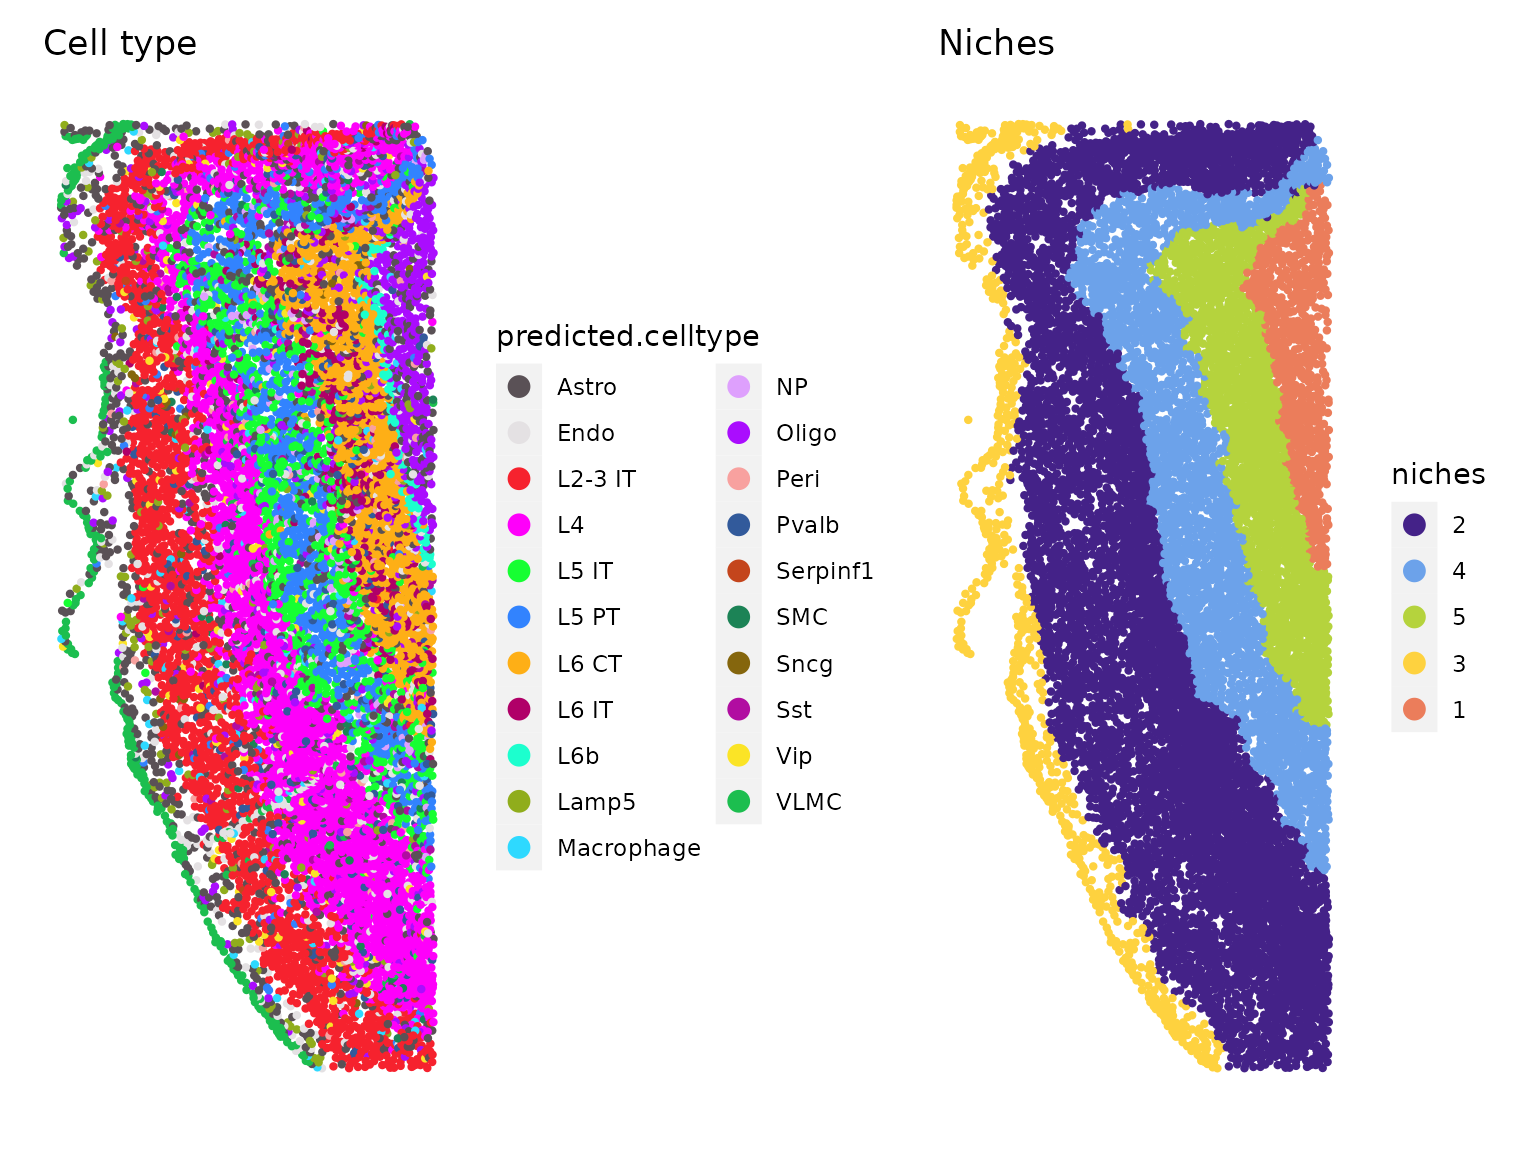 Cell type
Niches
predicted.celltype
Astro
Endo
L2-3 IT
L4
L5 IT
L5 PT
L6 CT
L6 IT
L6b
Lamp5
Macrophage
NP
Oligo
Peri
Pvalb
Serpinf1
SMC
Sncg
Sst
Vip
VLMC
niches
2
4
5
3
1